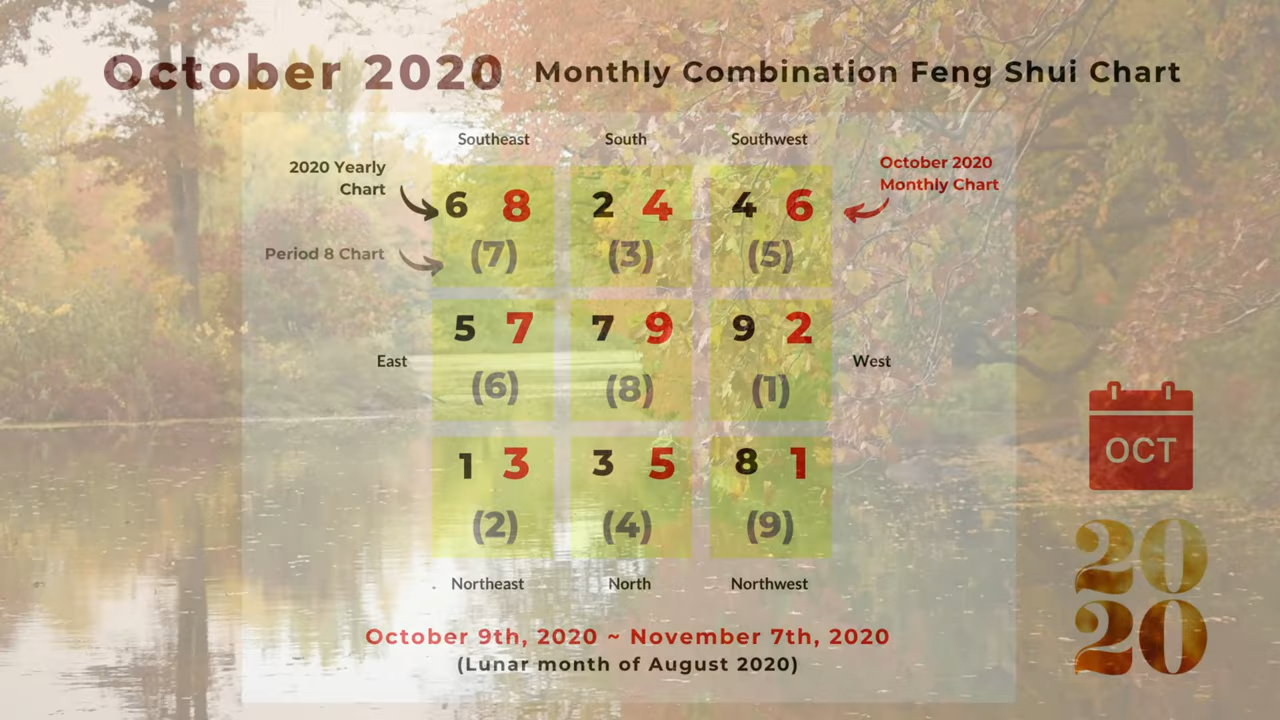 October 2020 Monthly Combination Feng Shui Chart
Southeast South Southwest
2020 Yearly
Chart
October 2020
Monthly Chart
6 8 2 4 4 6
Period 8 Chart
(7) (3) (5)
5 7 7 9 9 2
East
West
(6) (8) (1)
1 3 3 5 8 1
(2) (4) (9)
Northeast North Northwest
October 9th, 2020 ~ November 7th, 2020
(Lunar month of August 2020)
OCT
20
20